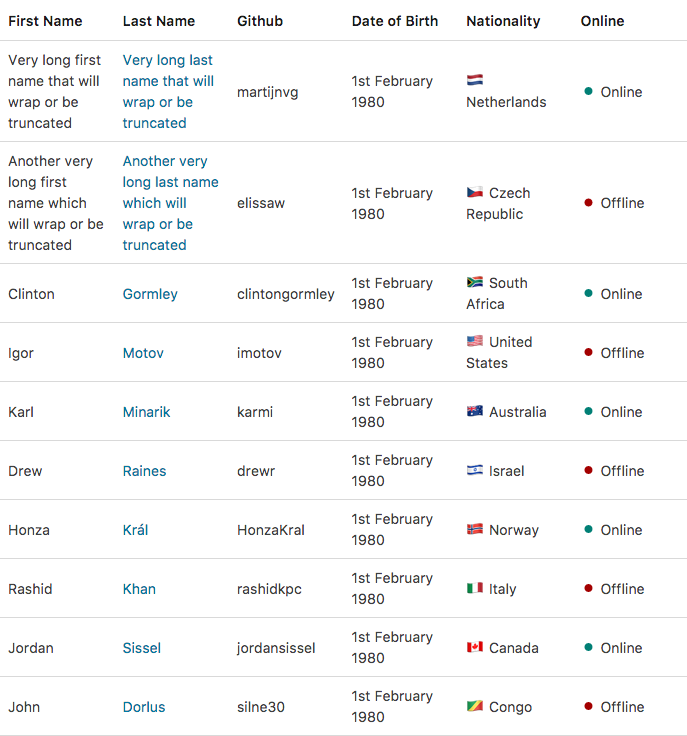 First Name Last Name Github Date of Birth Nationality Online
Very long first name that will wrap or be truncated Very long last name that will wrap or be truncated martijnvg 1st February 1980 Netherlands Online
Another very long first name which will wrap or be truncated Another very long last name which will wrap or be truncated elissaw 1st February 1980 Czech Republic Offline
Clinton Gormley clintongormley 1st February 1980 South Africa Online
Igor Motov imotov 1st February 1980 United States Offline
Karl Minarik karmi 1st February 1980 Australia Online
Drew Raines drewr 1st February 1980 Israel Offline
Honza Král HonzaKral 1st February 1980 Norway Online
Rashid Khan rashidkpc 1st February 1980 Italy Offline
Jordan Sissel jordansissel 1st February 1980 Canada Online
John Dorlus silne30 1st February 1980 Congo Offline